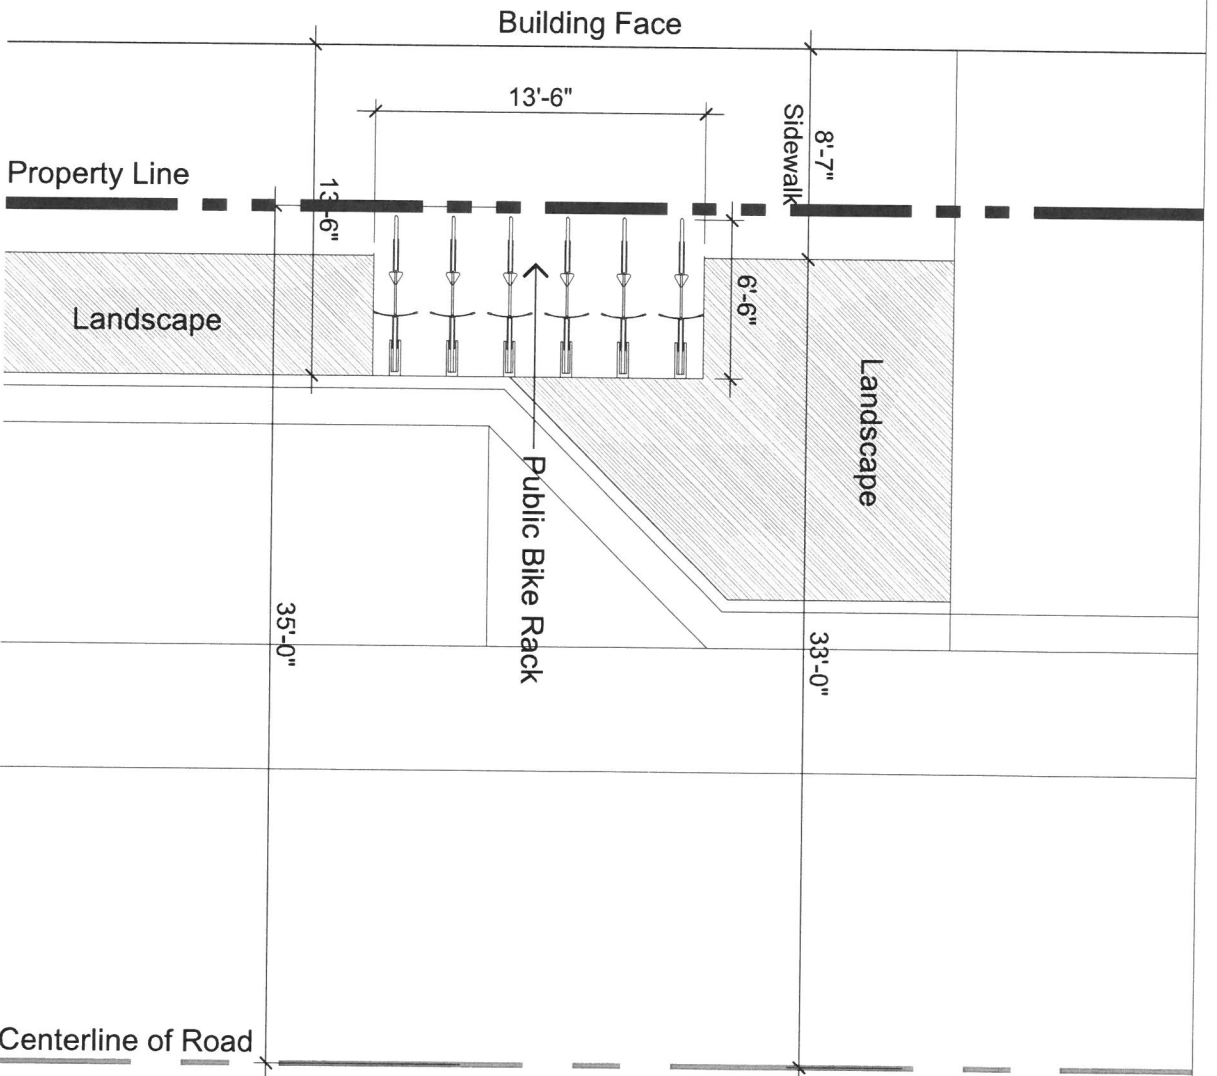 Building Face
13'-6"
Sidewalk
8'-7"
Property Line
13'-6"
6'-6"
Landscape
Landscape
Public Bike Rack
35'-0"
33'-0"
Centerline of Road